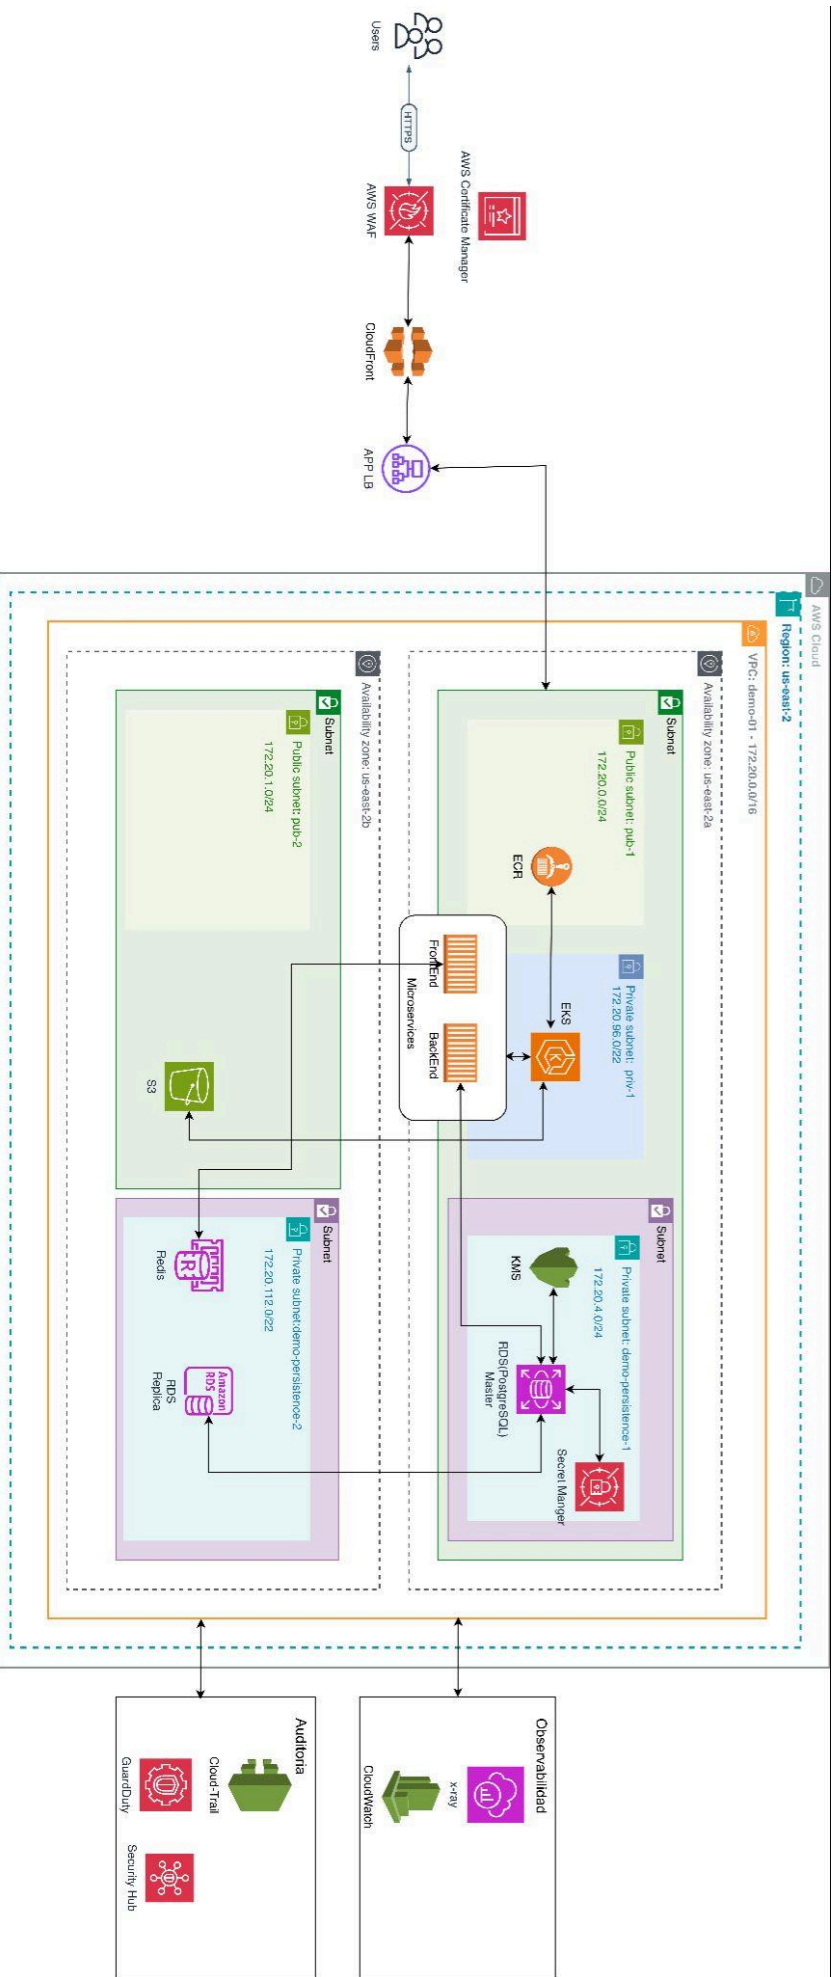 AWS Cloud
Region: us-east-2
VPC: demo-01 - 172.20.0.0/16
Availability zone: us-east-2a
Subnet
Public subnet: pub-1
172.20.0.0/24
ECR
Private subnet: priv-1
172.20.96.0/22
EKS
Subnet
Private subnet: demo-persistence-1
172.20.4.0/24
KMS
RDS(PostgreSQL)
Master
Secret Manger
FrontEnd
BackEnd
Microservices
AWS Certificate Manager
Users
HTTPS
AWS WAF
CloudFront
APP LB
Availability zone: us-east-2b
Subnet
Public subnet: pub-2
172.20.1.0/24
S3
Subnet
Private subnet:demo-persistence-2
172.20.112.0/22
Redis
Amazon
RDS
RDS
Replica
Observabilidad
x-ray
CloudWatch
Auditoria
Cloud-Trail
GuardDuty
Security Hub